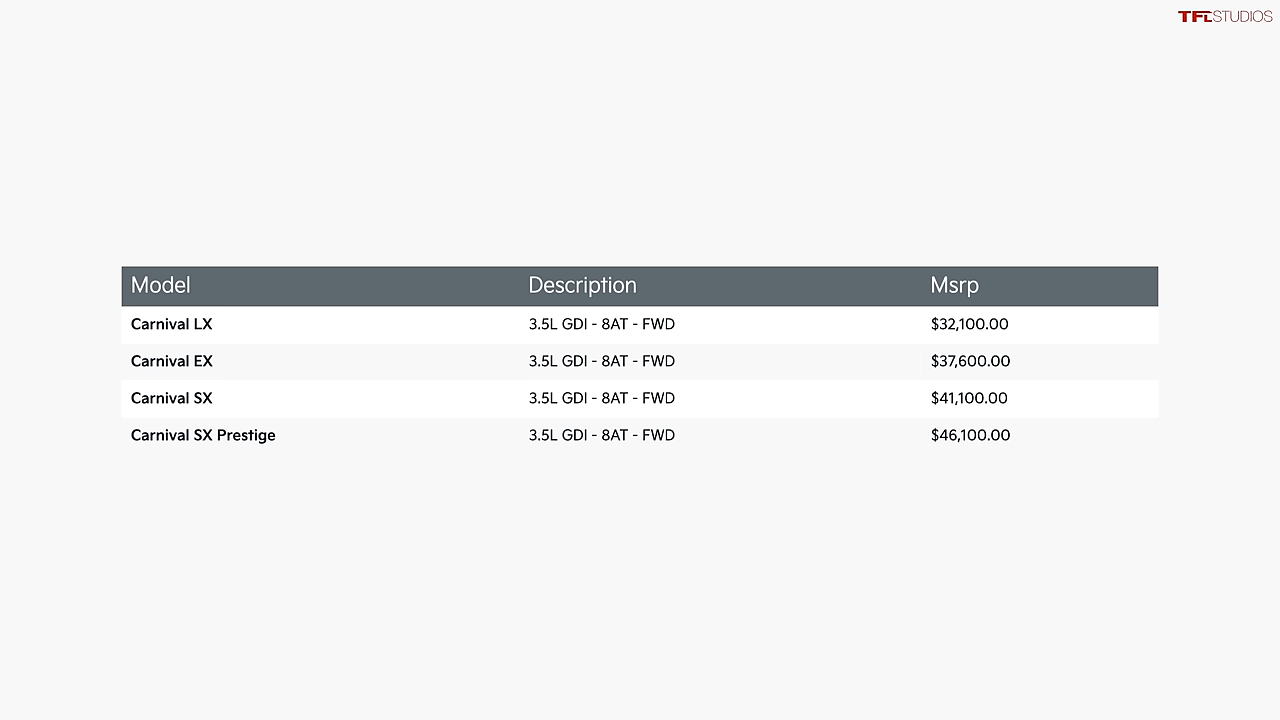 TFLSTUDIOS
Model Description Msrp
Carnival LX 3.5L GDI - 8AT - FWD $32,100.00
Carnival EX 3.5L GDI - 8AT - FWD $37,600.00
Carnival SX 3.5L GDI - 8AT - FWD $41,100.00
Carnival SX Prestige 3.5L GDI - 8AT - FWD $46,100.00